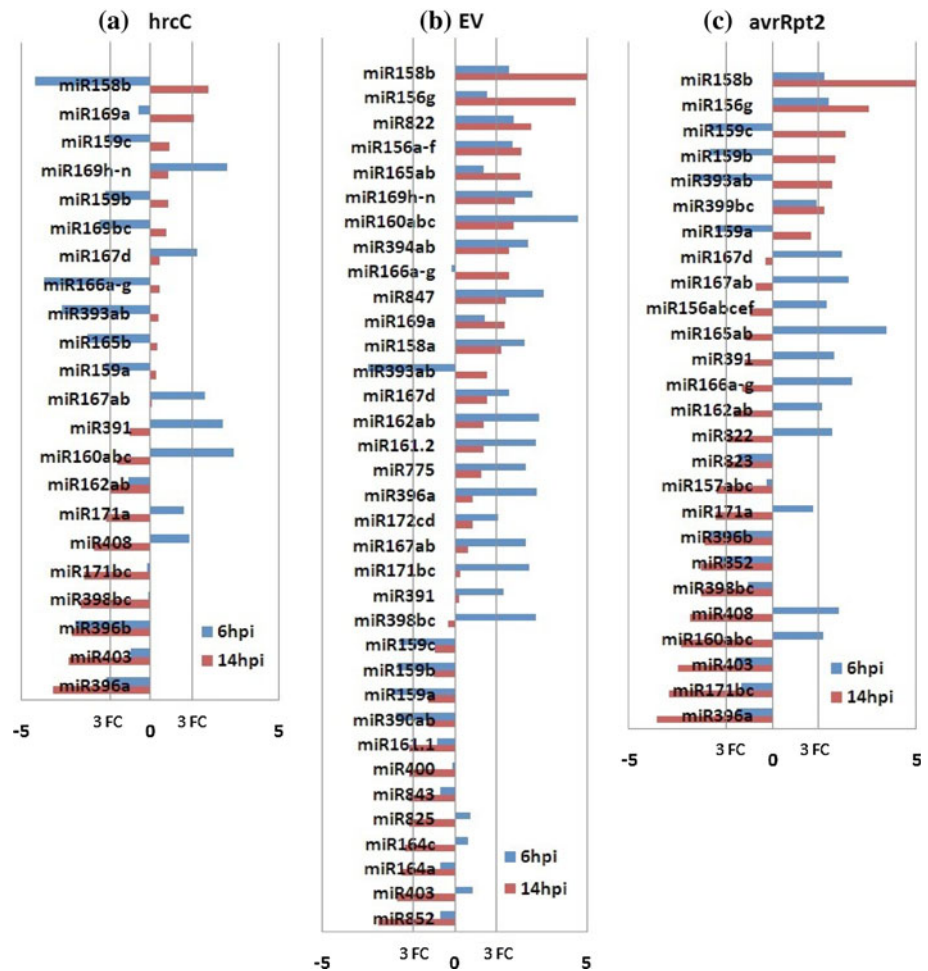 (a) hrcC
miR158b
miR169a
miR159c
miR169h-n
miR159b
miR169bc
miR167d
miR166a-g
miR393ab
miR165b
miR159a
miR167ab
miR391
miR160abc
miR162ab
miR171a
miR408
miR171bc
miR398bc
miR396b
miR403
miR396a
6hpi
14hpi
3 FC 3 FC
-5 0 5
(b) EV
miR158b
miR156g
miR822
miR156a-f
miR165ab
miR169h-n
miR160abc
miR394ab
miR166a-g
miR847
miR169a
miR158a
miR393ab
miR167d
miR162ab
miR161.2
miR775
miR396a
miR172cd
miR167ab
miR171bc
miR391
miR398bc
miR159c
miR159b
miR159a
miR390ab
miR161.1
miR400
miR843
miR825
miR164c
miR164a
miR403
miR852
6hpi
14hpi
3 FC 3 FC
-5 0 5
(c) avrRpt2
miR158b
miR156g
miR159c
miR159b
miR393ab
miR399bc
miR159a
miR167d
miR167ab
miR156abcef
miR165ab
miR391
miR166a-g
miR162ab
miR822
miR823
miR157abc
miR171a
miR396b
miR852
miR398bc
miR408
miR160abc
miR403
miR171bc
miR396a
6hpi
14hpi
3 FC 3 FC
-5 0 5